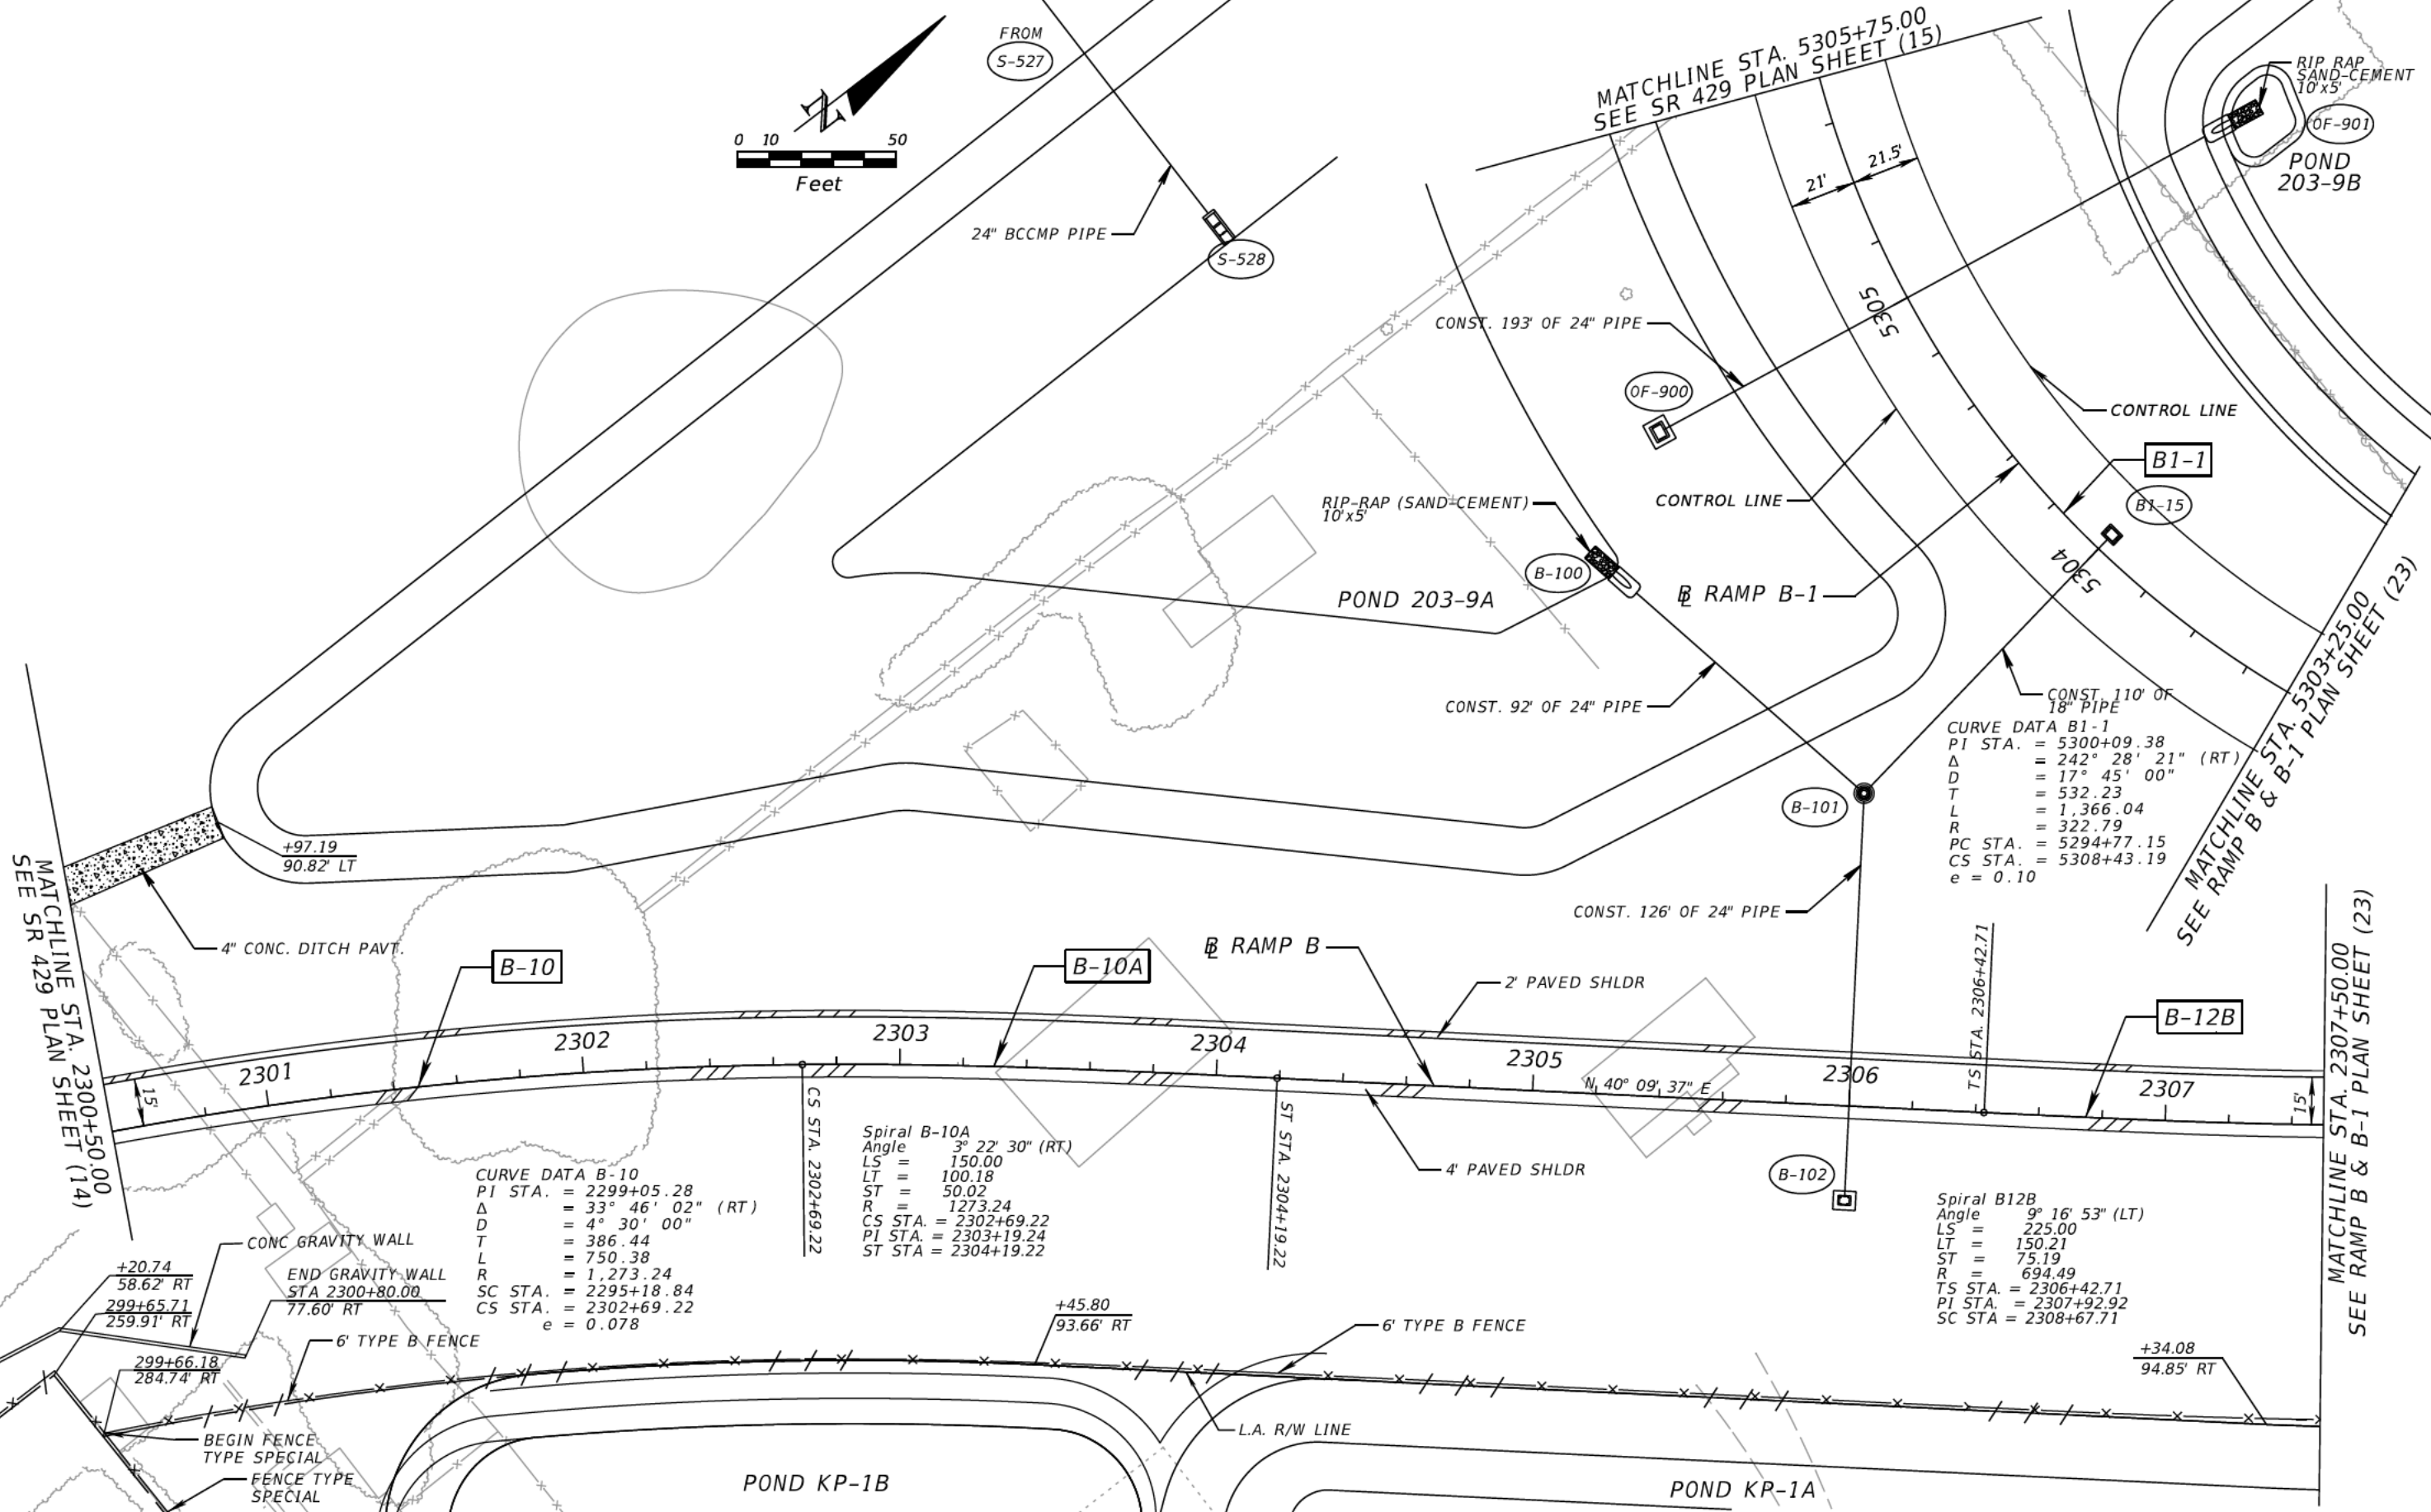 FROM
S-527
N
0 10 50
Feet
24" BCCMP PIPE
S-528
MATCHLINE STA. 5305+75.00
SEE SR 429 PLAN SHEET (15)
RIP RAP
SAND-CEMENT
10'x5'
OF-901
POND
203-9B
21'
21.5'
5305
CONST. 193' OF 24" PIPE
OF-900
CONTROL LINE
CONTROL LINE
B1-1
B1-15
5304
RIP-RAP (SAND-CEMENT)
10'x5'
B-100
POND 203-9A
BL RAMP B-1
CONST. 92' OF 24" PIPE
CONST. 110' OF
18" PIPE
MATCHLINE STA. 5303+25.00
SEE RAMP B & B-1 PLAN SHEET (23)
CURVE DATA B1-1
PI STA. = 5300+09.38
Δ = 242° 28' 21" (RT)
D = 17° 45' 00"
T = 532.23
L = 1,366.04
R = 322.79
PC STA. = 5294+77.15
CS STA. = 5308+43.19
e = 0.10
B-101
CONST. 126' OF 24" PIPE
+97.19
90.82' LT
4" CONC. DITCH PAVT.
MATCHLINE STA. 2300+50.00
SEE SR 429 PLAN SHEET (14)
B-10
B-10A
BL RAMP B
2' PAVED SHLDR
TS STA. 2306+42.71
B-12B
MATCHLINE STA. 2307+50.00
SEE RAMP B & B-1 PLAN SHEET (23)
15'
2301
2302
2303
2304
2305
2306
2307
15'
N 40° 09' 37" E
CS STA. 2302+69.22
ST STA. 2304+19.22
4' PAVED SHLDR
B-102
CURVE DATA B-10
PI STA. = 2299+05.28
Δ = 33° 46' 02" (RT)
D = 4° 30' 00"
T = 386.44
L = 750.38
R = 1,273.24
SC STA. = 2295+18.84
CS STA. = 2302+69.22
e = 0.078
Spiral B-10A
Angle 3° 22' 30" (RT)
LS = 150.00
LT = 100.18
ST = 50.02
R = 1273.24
CS STA. = 2302+69.22
PI STA. = 2303+19.24
ST STA = 2304+19.22
Spiral B12B
Angle 9° 16' 53" (LT)
LS = 225.00
LT = 150.21
ST = 75.19
R = 694.49
TS STA. = 2306+42.71
PI STA. = 2307+92.92
SC STA = 2308+67.71
CONC GRAVITY WALL
+20.74
58.62' RT
299+65.71
259.91' RT
END GRAVITY WALL
STA 2300+80.00
77.60' RT
299+66.18
284.74' RT
6' TYPE B FENCE
+45.80
93.66' RT
6' TYPE B FENCE
+34.08
94.85' RT
BEGIN FENCE
TYPE SPECIAL
FENCE TYPE
SPECIAL
L.A. R/W LINE
POND KP-1B
POND KP-1A